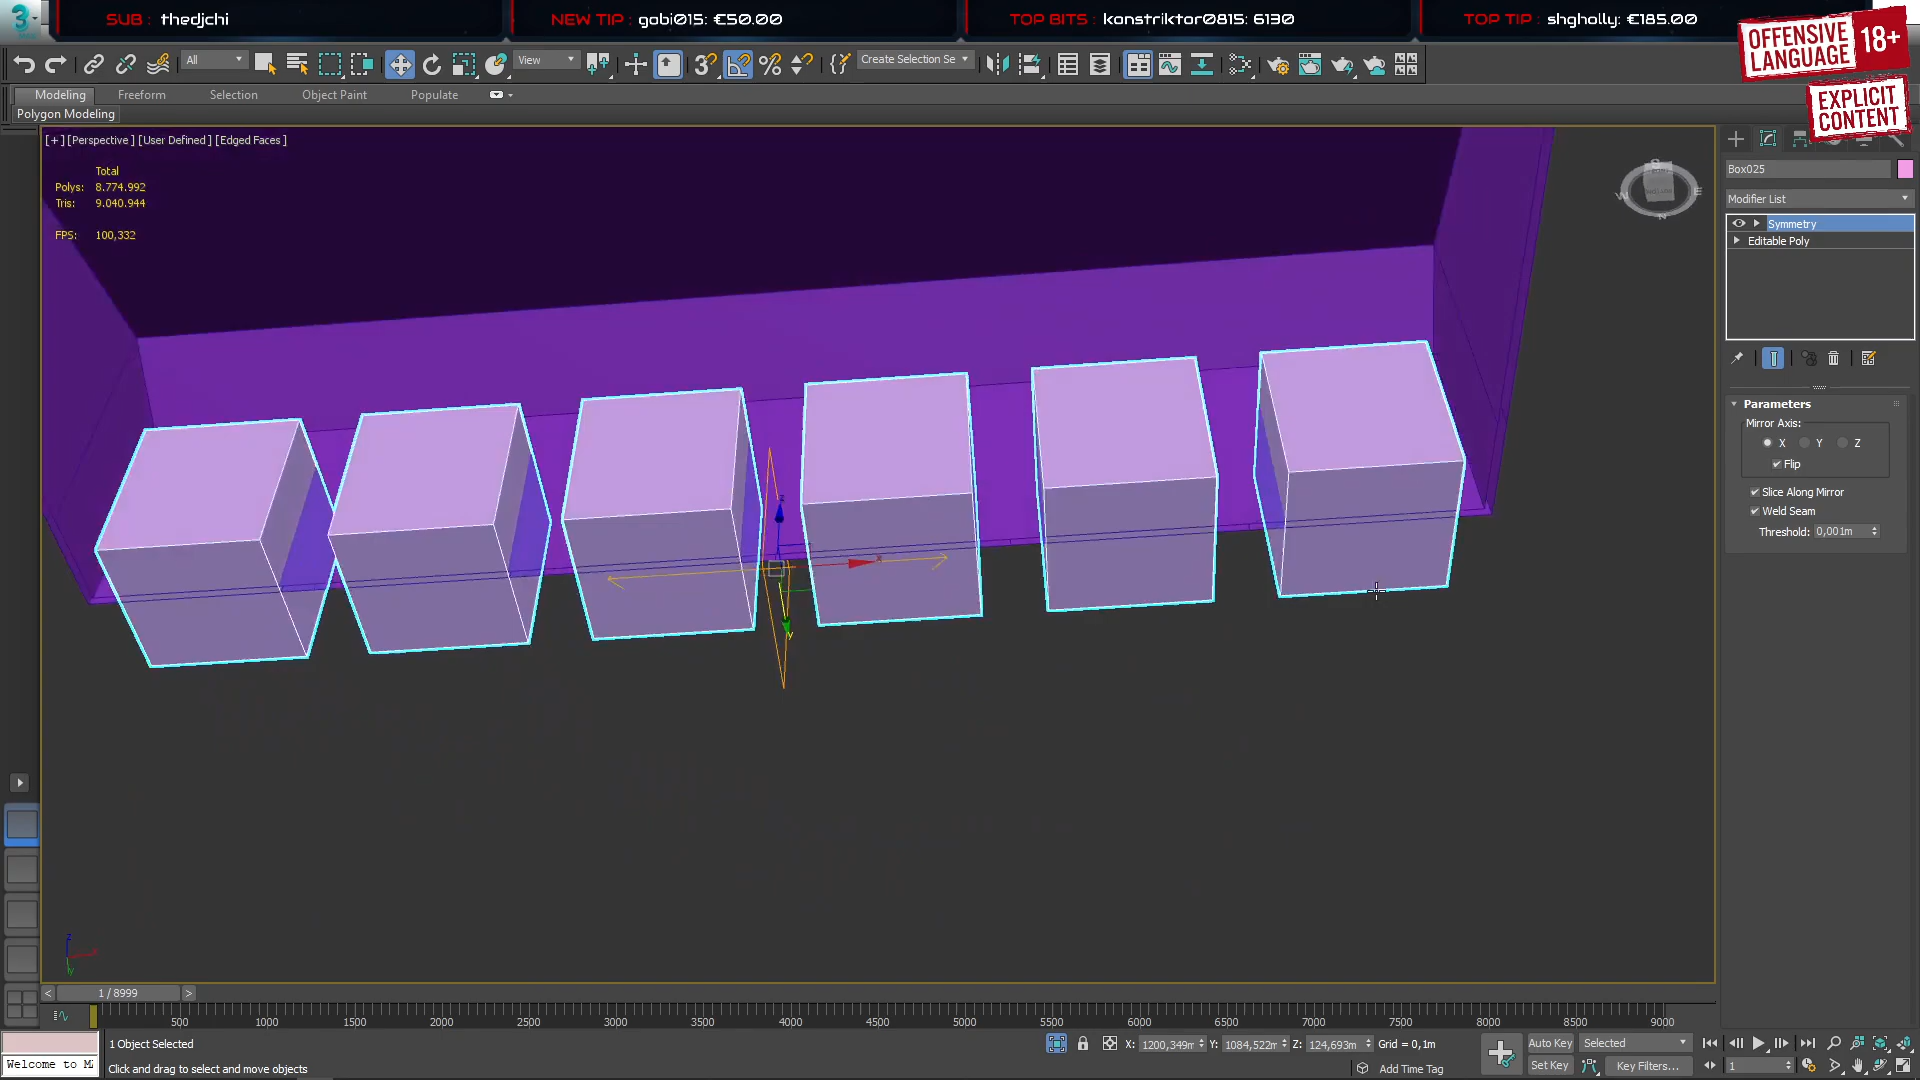 SUB : thedjchi
NEW TIP : gabi015: €50.00
TOP BITS : konstriktor0815: 6130
TOP TIP : shgholly: €185.00
OFFENSIVE LANGUAGE 18+
EXPLICIT CONTENT
All
View
Create Selection Se
Modeling
Freeform
Selection
Object Paint
Populate
Polygon Modeling
[+] [Perspective ] [User Defined ] [Edged Faces ]
Total
Polys: 8.774.992
Tris: 9.040.944
FPS: 100,332
Box025
Modifier List
Symmetry
Editable Poly
Parameters
Mirror Axis:
X Y Z
Flip
Slice Along Mirror
Weld Seam
Threshold: 0,001m
1 / 8999
500 1000 1500 2000 2500 3000 3500 4000 4500 5000 5500 6000 6500 7000 7500 8000 8500 9000
1 Object Selected
X: 1200,349m Y: 1084,522m Z: 124,693m Grid = 0,1m
Auto Key
Selected
Welcome to M
Click and drag to select and move objects
Add Time Tag
Set Key
Key Filters...
1